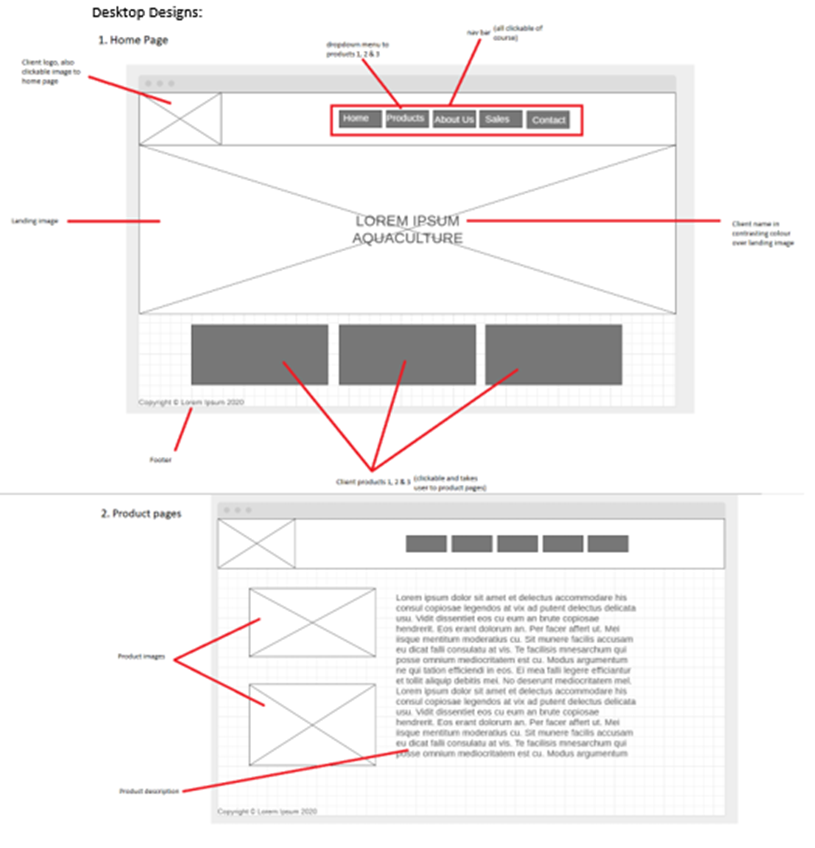 Desktop Designs:
1. Home Page
Client logo, also
clickable image to
home page
dropdown menu to
products 1, 2 & 3
nav bar
(all clickable of
course)
Home
Products
About Us
Sales
Contact
Landing image
LOREM IPSUM
AQUACULTURE
Client name in
contrasting colour
over landing image
Copyright © Lorem Ipsum 2020
Footer
Client products 1, 2 & 3
(clickable and takes
user to product pages)
2. Product pages
Product images
Lorem ipsum dolor sit amet et delectus accommodare his
consul copiosae legendos at vix ad putent delectus delicata
usu. Vidit dissentiet eos cu eum an brute copiosae
hendrerit. Eos erant dolorum an. Per facer affert ut. Mei
iisque mentitum moderatius cu. Sit munere facilis accusam
eu dicat falli consulatu at vis. Te facilisis mnesarchum qui
posse omnium mediocritatem est cu. Modus argumentum
ne qui tation efficiendi in eos. Ei mea falli legere efficiantur
et tollit aliquip debitis mei. No deserunt mediocritatem mel.
Lorem ipsum dolor sit amet et delectus accommodare his
consul copiosae legendos at vix ad putent delectus delicata
usu. Vidit dissentiet eos cu eum an brute copiosae
hendrerit. Eos erant dolorum an. Per facer affert ut. Mei
iisque mentitum moderatius cu. Sit munere facilis accusam
eu dicat falli consulatu at vis. Te facilisis mnesarchum qui
posse omnium mediocritatem est cu. Modus argumentum
Product description
Copyright © Lorem Ipsum 2020